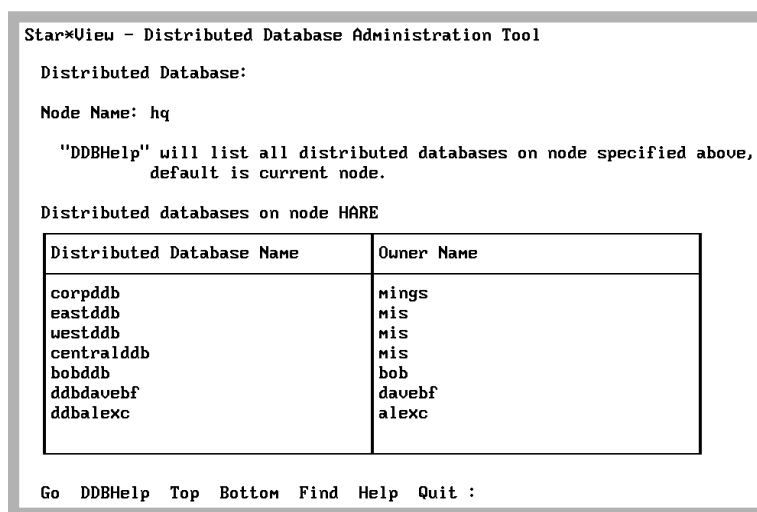 Star*View - Distributed Database Administration Tool
Distributed Database:
Node Name: hq
"DDBHelp" will list all distributed databases on node specified above,
default is current node.
Distributed databases on node HARE
Distributed Database Name Owner Name
corpddb mings
eastddb mis
westddb mis
centralddb mis
bobddb bob
ddbdavebf davebf
ddbalexc alexc
Go DDBHelp Top Bottom Find Help Quit :